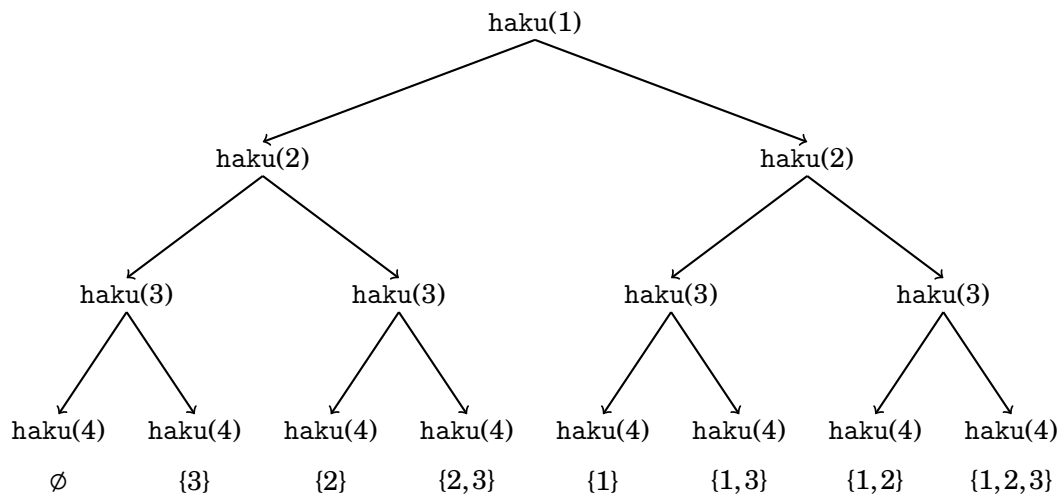 haku(1)
haku(2) haku(2)
haku(3) haku(3) haku(3) haku(3)
haku(4) haku(4) haku(4) haku(4) haku(4) haku(4) haku(4) haku(4)
∅ {3} {2} {2,3} {1} {1,3} {1,2} {1,2,3}